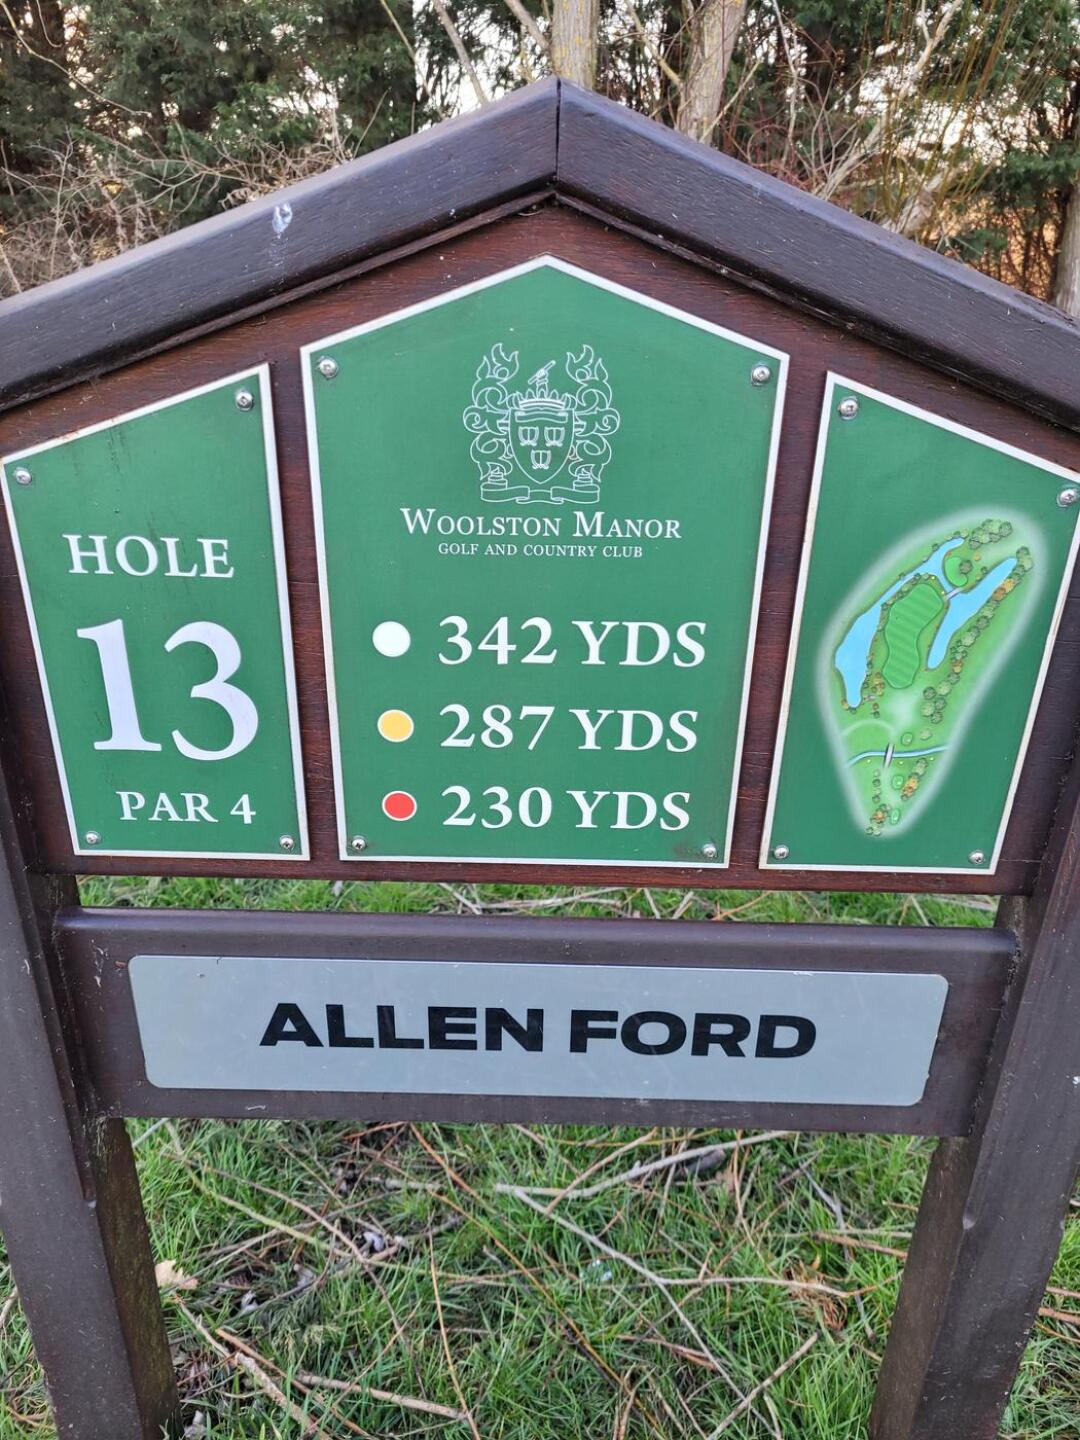 HOLE
13
PAR 4
WOOLSTON MANOR
GOLF AND COUNTRY CLUB
342 YDS
287 YDS
230 YDS
ALLEN FORD